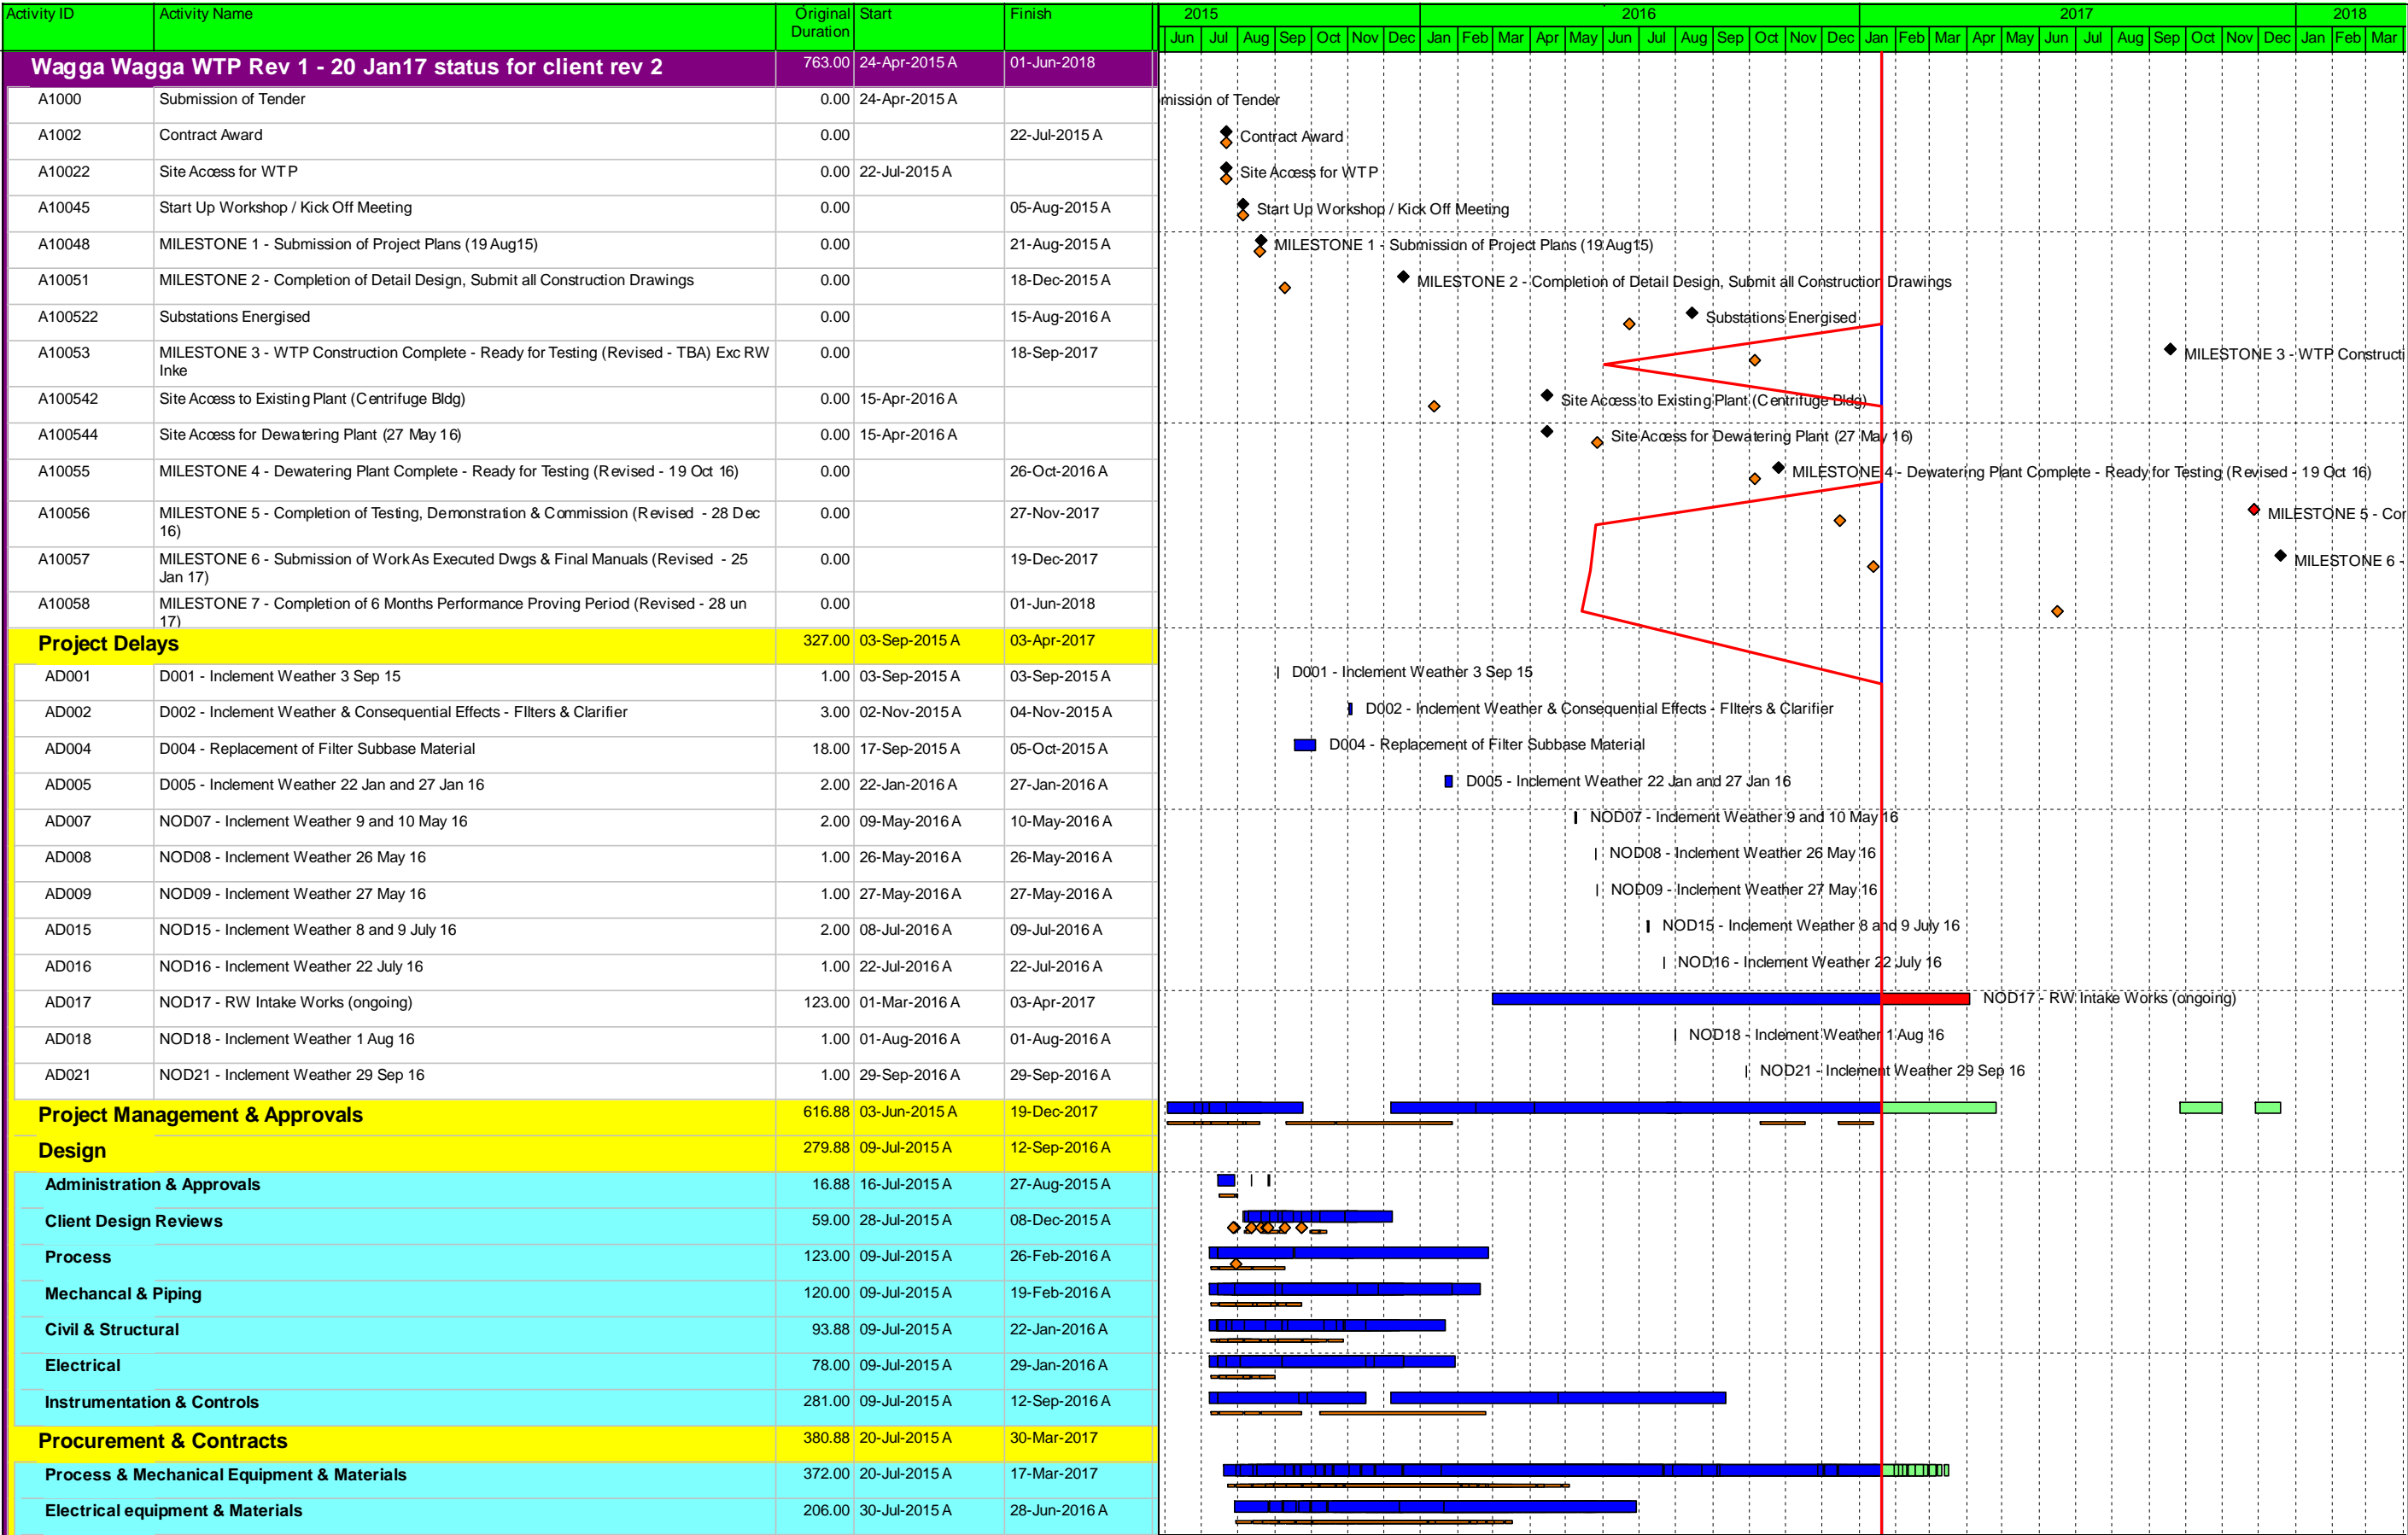 Activity ID Activity Name Original Duration Start Finish 2015 2016 2017 2018
Jun Jul Aug Sep Oct Nov Dec Jan Feb Mar Apr May Jun Jul Aug Sep Oct Nov Dec Jan Feb Mar Apr May Jun Jul Aug Sep Oct Nov Dec Jan Feb Mar
Wagga Wagga WTP Rev 1 - 20 Jan17 status for client rev 2 763.00 24-Apr-2015 A 01-Jun-2018
A1000 Submission of Tender 0.00 24-Apr-2015 A mission of Tender
A1002 Contract Award 0.00 22-Jul-2015 A Contract Award
A10022 Site Access for WTP 0.00 22-Jul-2015 A Site Access for WTP
A10045 Start Up Workshop / Kick Off Meeting 0.00 05-Aug-2015 A Start Up Workshop / Kick Off Meeting
A10048 MILESTONE 1 - Submission of Project Plans (19 Aug15) 0.00 21-Aug-2015 A MILESTONE 1 - Submission of Project Plans (19 Aug15)
A10051 MILESTONE 2 - Completion of Detail Design, Submit all Construction Drawings 0.00 18-Dec-2015 A MILESTONE 2 - Completion of Detail Design, Submit all Construction Drawings
A100522 Substations Energised 0.00 15-Aug-2016 A Substations Energised
A10053 MILESTONE 3 - WTP Construction Complete - Ready for Testing (Revised - TBA) Exc RW 0.00 18-Sep-2017 MILESTONE 3 - WTP Constructi
Inke
A100542 Site Access to Existing Plant (Centrifuge Bldg) 0.00 15-Apr-2016 A Site Access to Existing Plant (Centrifuge Bldg)
A100544 Site Access for Dewatering Plant (27 May 16) 0.00 15-Apr-2016 A Site Access for Dewatering Plant (27 May 16)
A10055 MILESTONE 4 - Dewatering Plant Complete - Ready for Testing (Revised - 19 Oct 16) 0.00 26-Oct-2016 A MILESTONE 4 - Dewatering Plant Complete - Ready for Testing (Revised - 19 Oct 16)
A10056 MILESTONE 5 - Completion of Testing, Demonstration & Commission (Revised - 28 Dec 0.00 27-Nov-2017 MILESTONE 5 - Cor
16)
A10057 MILESTONE 6 - Submission of Work As Executed Dwgs & Final Manuals (Revised - 25 0.00 19-Dec-2017 MILESTONE 6 -
Jan 17)
A10058 MILESTONE 7 - Completion of 6 Months Performance Proving Period (Revised - 28 un 0.00 01-Jun-2018
17)
Project Delays 327.00 03-Sep-2015 A 03-Apr-2017
AD001 D001 - Inclement Weather 3 Sep 15 1.00 03-Sep-2015 A 03-Sep-2015 A D001 - Inclement Weather 3 Sep 15
AD002 D002 - Inclement Weather & Consequential Effects - FIlters & Clarifier 3.00 02-Nov-2015 A 04-Nov-2015 A D002 - Inclement Weather & Consequential Effects - FIlters & Clarifier
AD004 D004 - Replacement of Filter Subbase Material 18.00 17-Sep-2015 A 05-Oct-2015 A D004 - Replacement of Filter Subbase Material
AD005 D005 - Inclement Weather 22 Jan and 27 Jan 16 2.00 22-Jan-2016 A 27-Jan-2016 A D005 - Inclement Weather 22 Jan and 27 Jan 16
AD007 NOD07 - Inclement Weather 9 and 10 May 16 2.00 09-May-2016 A 10-May-2016 A NOD07 - Inclement Weather 9 and 10 May 16
AD008 NOD08 - Inclement Weather 26 May 16 1.00 26-May-2016 A 26-May-2016 A NOD08 - Inclement Weather 26 May 16
AD009 NOD09 - Inclement Weather 27 May 16 1.00 27-May-2016 A 27-May-2016 A NOD09 - Inclement Weather 27 May 16
AD015 NOD15 - Inclement Weather 8 and 9 July 16 2.00 08-Jul-2016 A 09-Jul-2016 A NOD15 - Inclement Weather 8 and 9 July 16
AD016 NOD16 - Inclement Weather 22 July 16 1.00 22-Jul-2016 A 22-Jul-2016 A NOD16 - Inclement Weather 22 July 16
AD017 NOD17 - RW Intake Works (ongoing) 123.00 01-Mar-2016 A 03-Apr-2017 NOD17 - RW Intake Works (ongoing)
AD018 NOD18 - Inclement Weather 1 Aug 16 1.00 01-Aug-2016 A 01-Aug-2016 A NOD18 - Inclement Weather 1 Aug 16
AD021 NOD21 - Inclement Weather 29 Sep 16 1.00 29-Sep-2016 A 29-Sep-2016 A NOD21 - Inclement Weather 29 Sep 16
Project Management & Approvals 616.88 03-Jun-2015 A 19-Dec-2017
Design 279.88 09-Jul-2015 A 12-Sep-2016 A
Administration & Approvals 16.88 16-Jul-2015 A 27-Aug-2015 A
Client Design Reviews 59.00 28-Jul-2015 A 08-Dec-2015 A
Process 123.00 09-Jul-2015 A 26-Feb-2016 A
Mechancal & Piping 120.00 09-Jul-2015 A 19-Feb-2016 A
Civil & Structural 93.88 09-Jul-2015 A 22-Jan-2016 A
Electrical 78.00 09-Jul-2015 A 29-Jan-2016 A
Instrumentation & Controls 281.00 09-Jul-2015 A 12-Sep-2016 A
Procurement & Contracts 380.88 20-Jul-2015 A 30-Mar-2017
Process & Mechanical Equipment & Materials 372.00 20-Jul-2015 A 17-Mar-2017
Electrical equipment & Materials 206.00 30-Jul-2015 A 28-Jun-2016 A